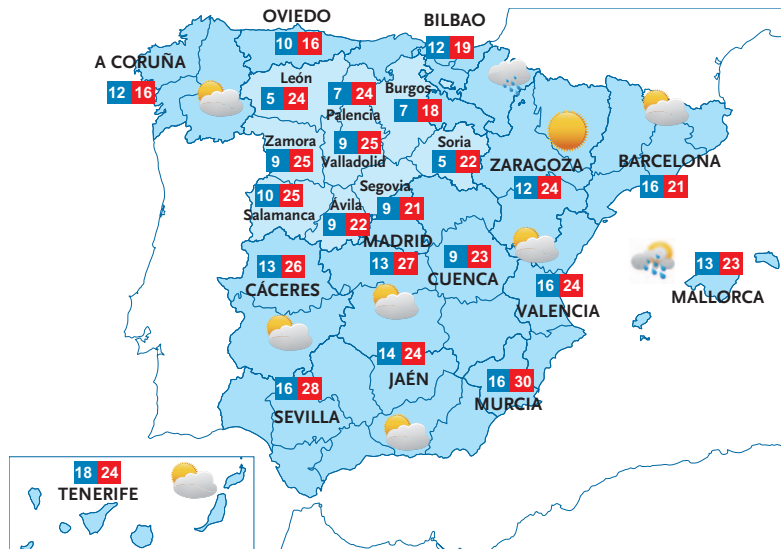 OVIEDO
10 16
BILBAO
12 19
A CORUÑA
12 16
León
5 24
7 24
Palencia
Burgos
7 18
Zamora
9 25
9 25
Valladolid
Soria
5 22
ZARAGOZA
12 24
BARCELONA
16 21
10 25
Salamanca
Ávila
9 22
Segovia
9 21
MADRID
13 27
9 23
CUENCA
13 26
CÁCERES
16 24
VALENCIA
13 23
MALLORCA
14 24
JAÉN
16 28
SEVILLA
16 30
MURCIA
18 24
TENERIFE